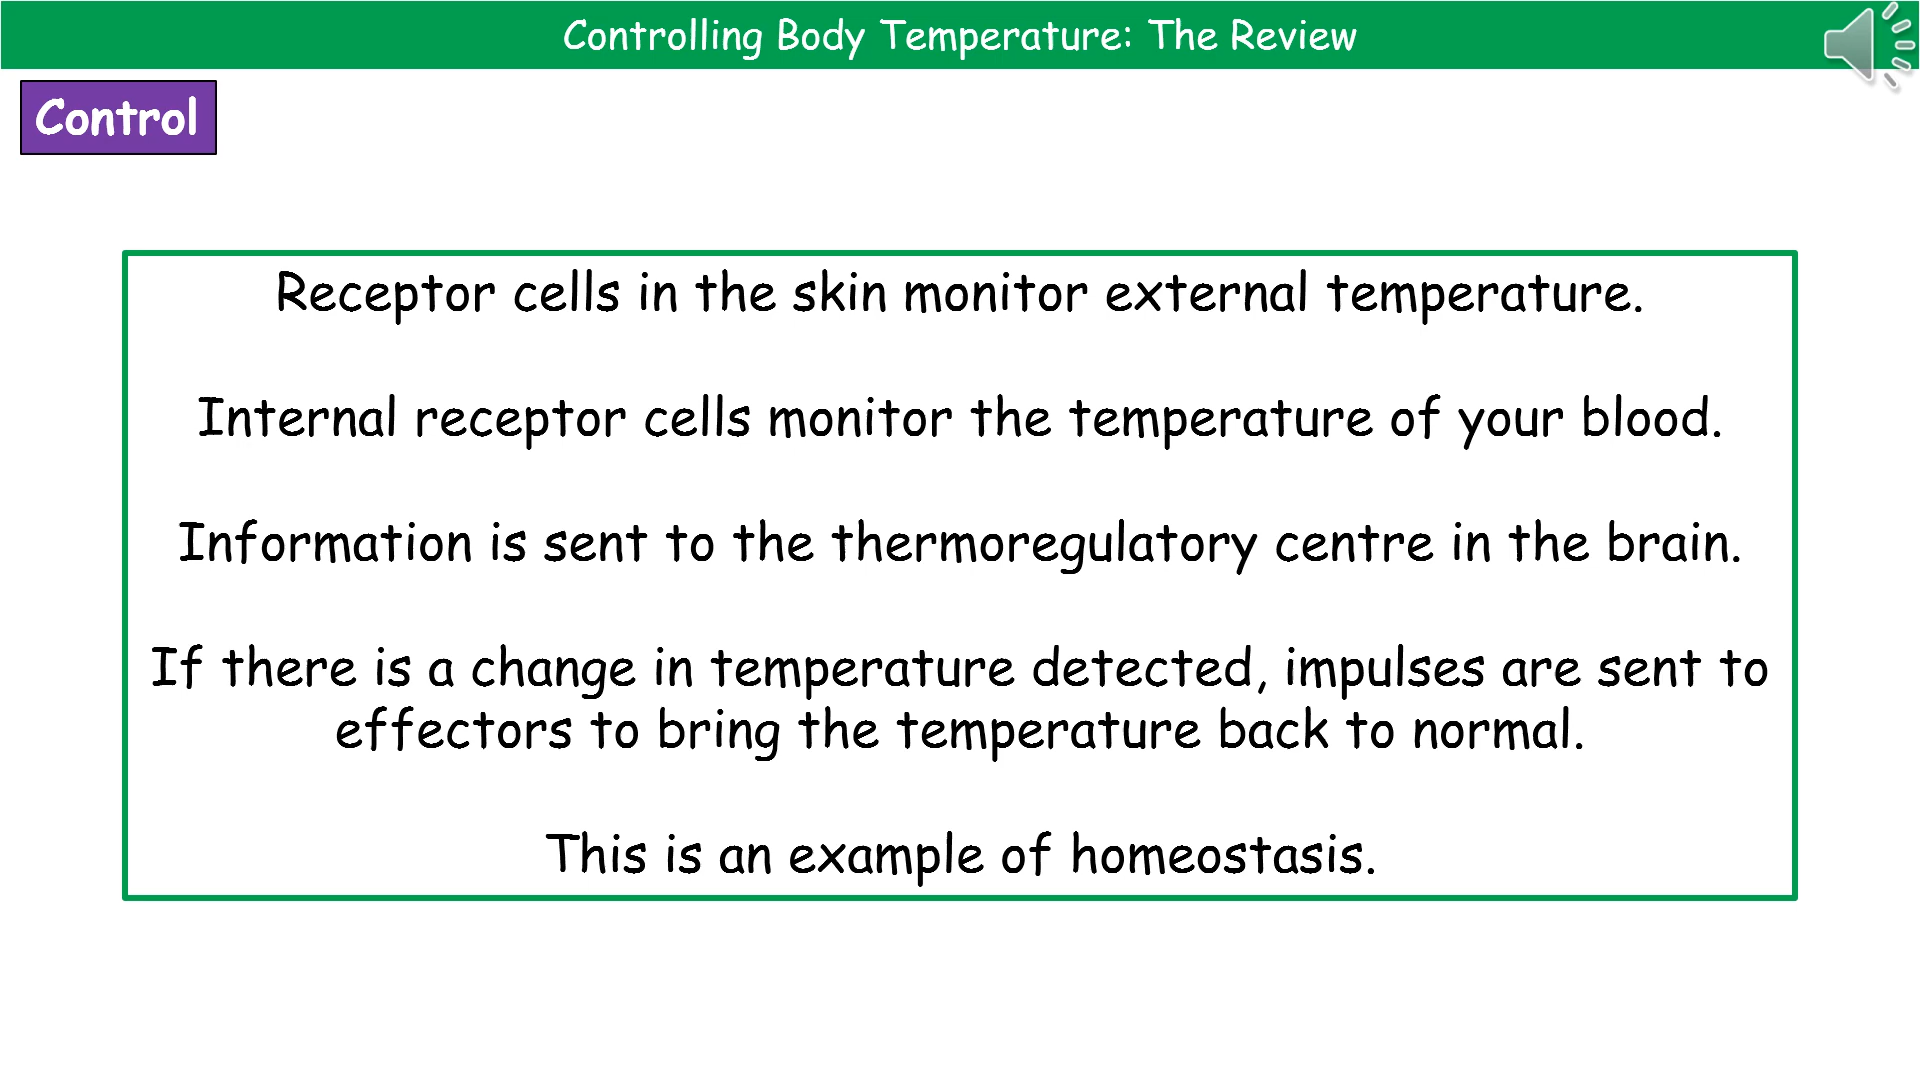 Controlling Body Temperature: The Review
Control
Receptor cells in the skin monitor external temperature.
Internal receptor cells monitor the temperature of your blood.
Information is sent to the thermoregulatory centre in the brain.
If there is a change in temperature detected, impulses are sent to
effectors to bring the temperature back to normal.
This is an example of homeostasis.